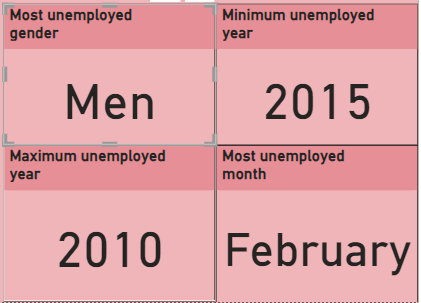 Most unemployed
gender
Men
Minimum unemployed
year
2015
Maximum unemployed
year
2010
Most unemployed
month
February